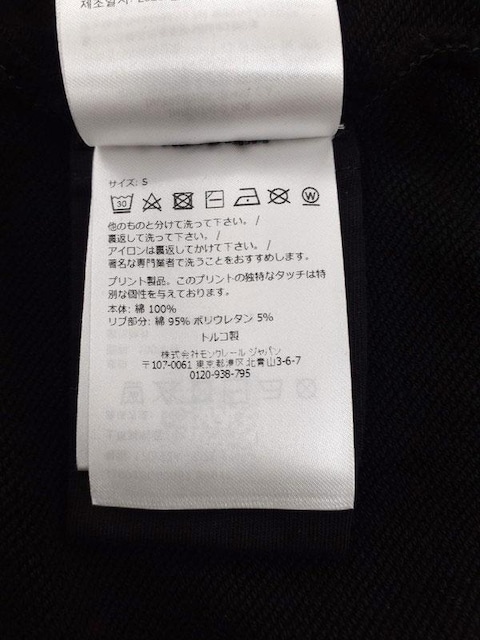 제조일자:
サイズ: S
30
W
他のものと分けて洗って下さい。/
裏返して洗って下さい。/
アイロンは裏返してかけて下さい。/
著名な専門業者で洗うことをおすすめします。
プリント製品。このプリントの独特なタッチは特
別な個性を与えております。
本体: 綿 100%
リブ部分: 綿 95% ポリウレタン 5%
トルコ製
株式会社モンクレール ジャパン
〒107-0061 東京都港区北青山3-6-7
0120-938-795